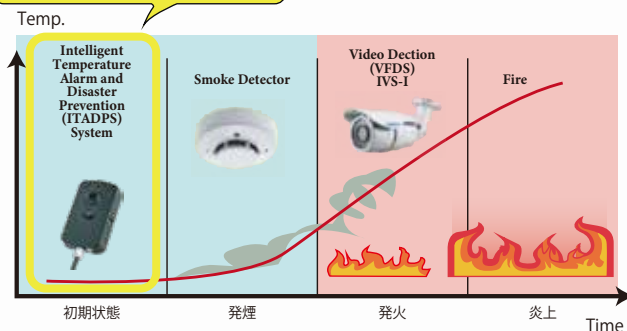 Temp.
Intelligent
Temperature
Alarm and
Disaster
Prevention
(ITADPS)
System
Smoke Detector
Video Dection
(VFDS)
IVS-I
Fire
初期状態
発煙
発火
炎上
Time